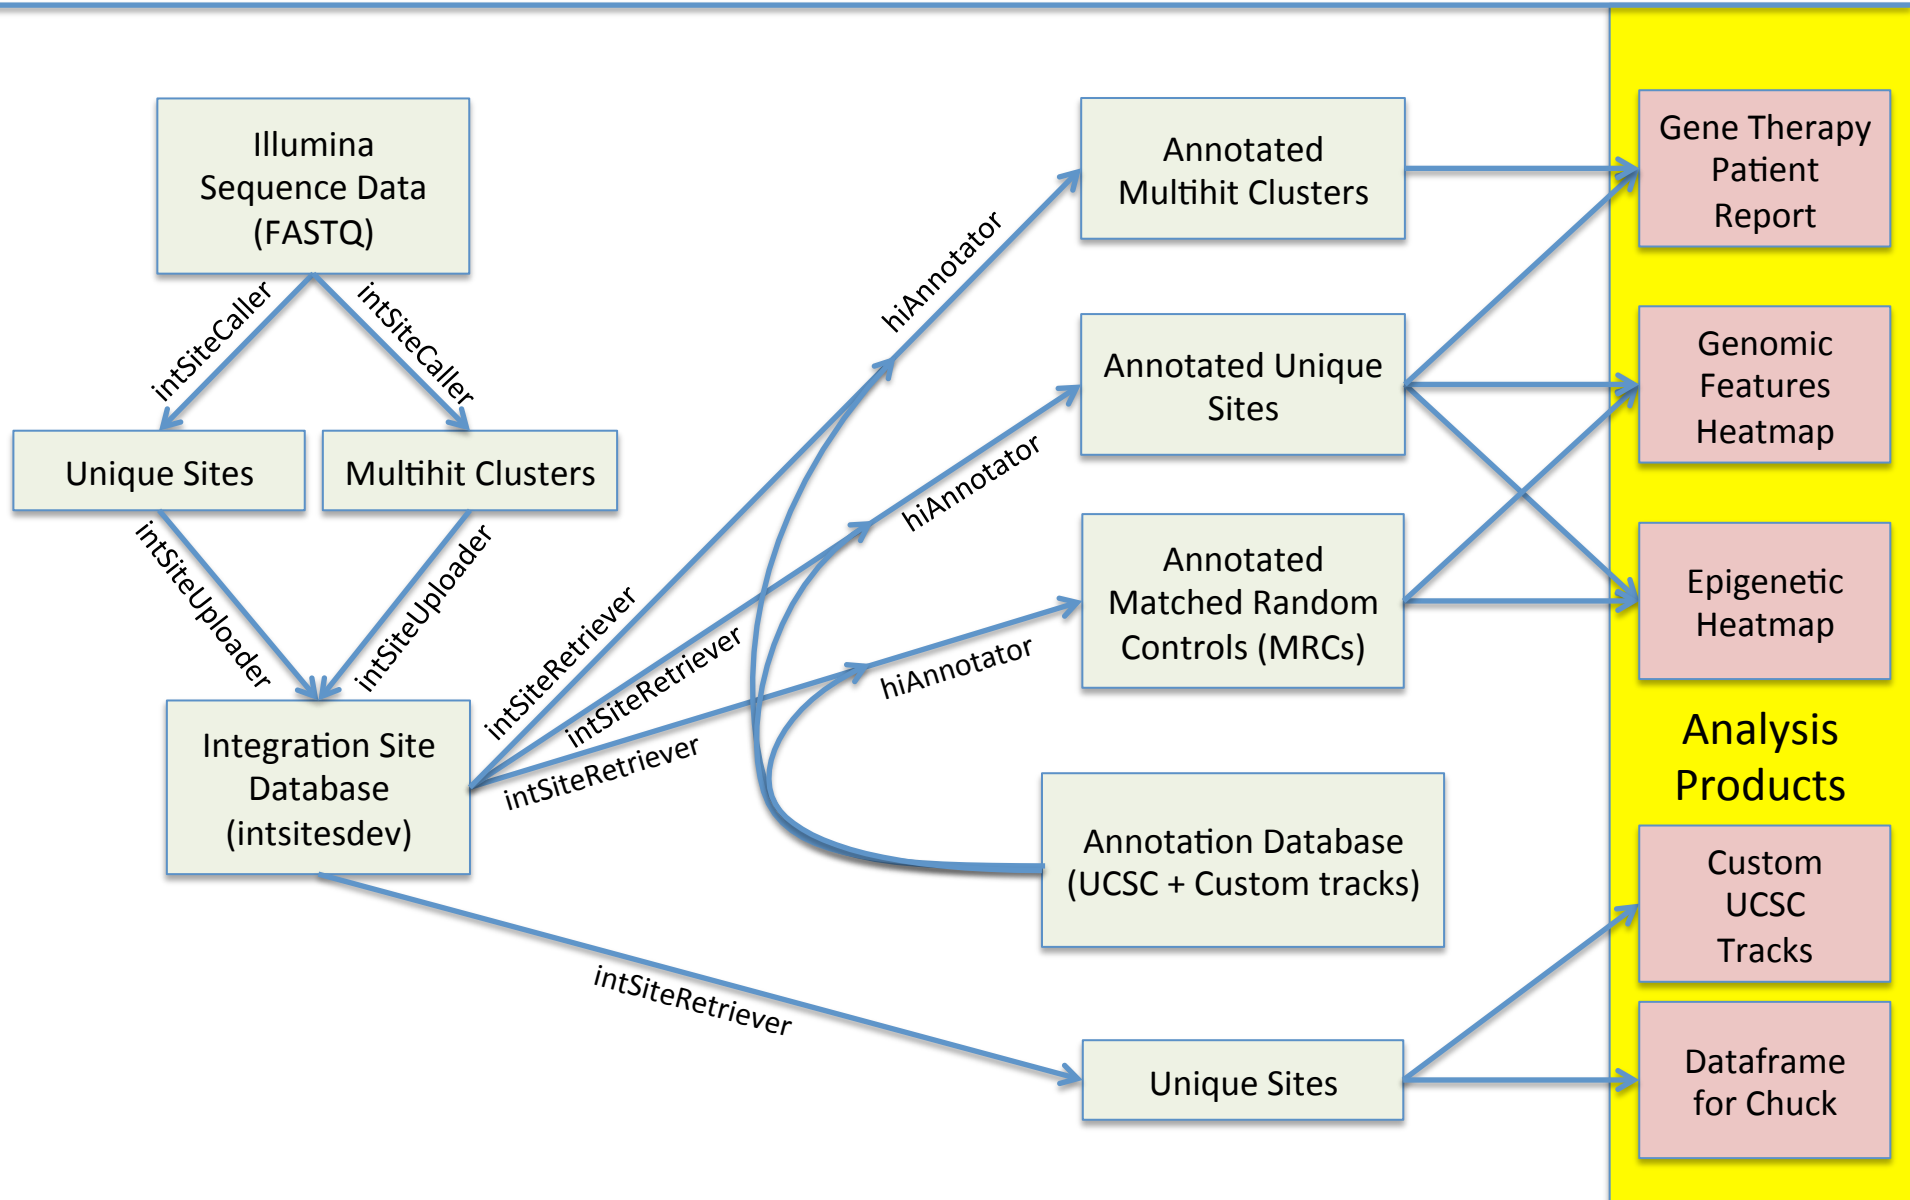 Illumina
Sequence Data
(FASTQ)
intSiteCaller
intSiteCaller
Unique Sites
Multihit Clusters
intSiteUploader
intSiteUploader
Integration Site
Database
(intsitesdev)
intSiteRetriever
intSiteRetriever
intSiteRetriever
intSiteRetriever
hiAnnotator
hiAnnotator
hiAnnotator
Annotated
Multihit Clusters
Annotated Unique
Sites
Annotated
Matched Random
Controls (MRCs)
Annotation Database
(UCSC + Custom tracks)
Unique Sites
Gene Therapy
Patient
Report
Genomic
Features
Heatmap
Epigenetic
Heatmap
Analysis
Products
Custom
UCSC
Tracks
Dataframe
for Chuck